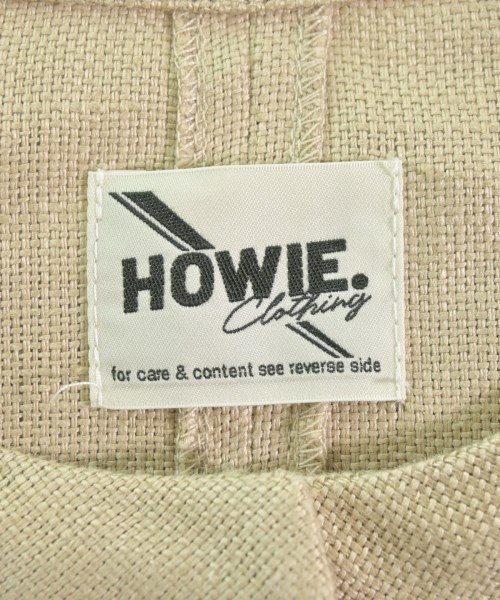 HOWIE.
Clothing
for care & content see reverse side